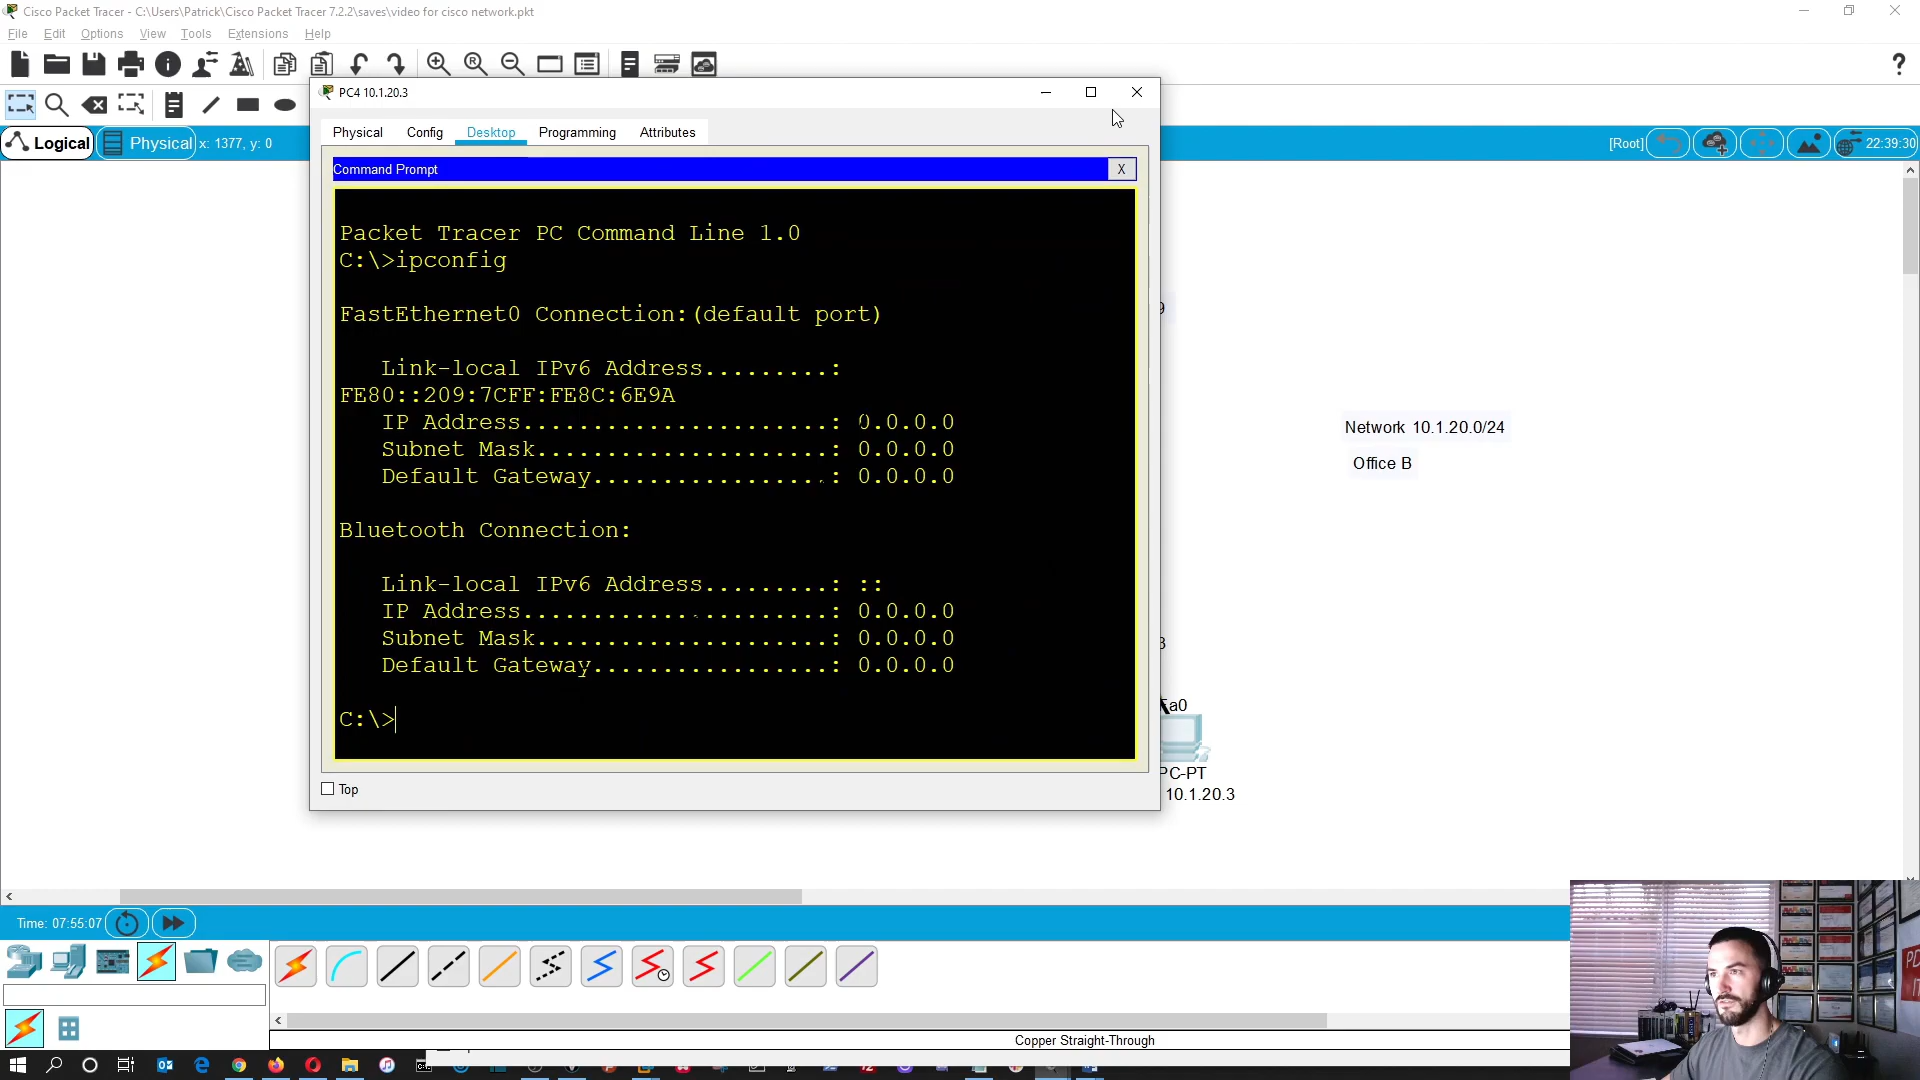 Cisco Packet Tracer - C:\Users\Patrick\Cisco Packet Tracer 7.2.2\saves\video for cisco network.pkt
File Edit Options View Tools Extensions Help
?
PC4 10.1.20.3
Physical Config Desktop Programming Attributes
Logical Physical x: 1377, y: 0
[Root] 22:39:30
Command Prompt X
Packet Tracer PC Command Line 1.0
C:\>ipconfig
FastEthernet0 Connection:(default port)
Link-local IPv6 Address.........:
FE80::209:7CFF:FE8C:6E9A
IP Address......................: 0.0.0.0
Subnet Mask.....................: 0.0.0.0
Default Gateway.................: 0.0.0.0
Bluetooth Connection:
Link-local IPv6 Address.........: ::
IP Address......................: 0.0.0.0
Subnet Mask.....................: 0.0.0.0
Default Gateway.................: 0.0.0.0
C:\>
Top
Network 10.1.20.0/24
Office B
Fa0
PC-PT
10.1.20.3
Time: 07:55:07
Copper Straight-Through